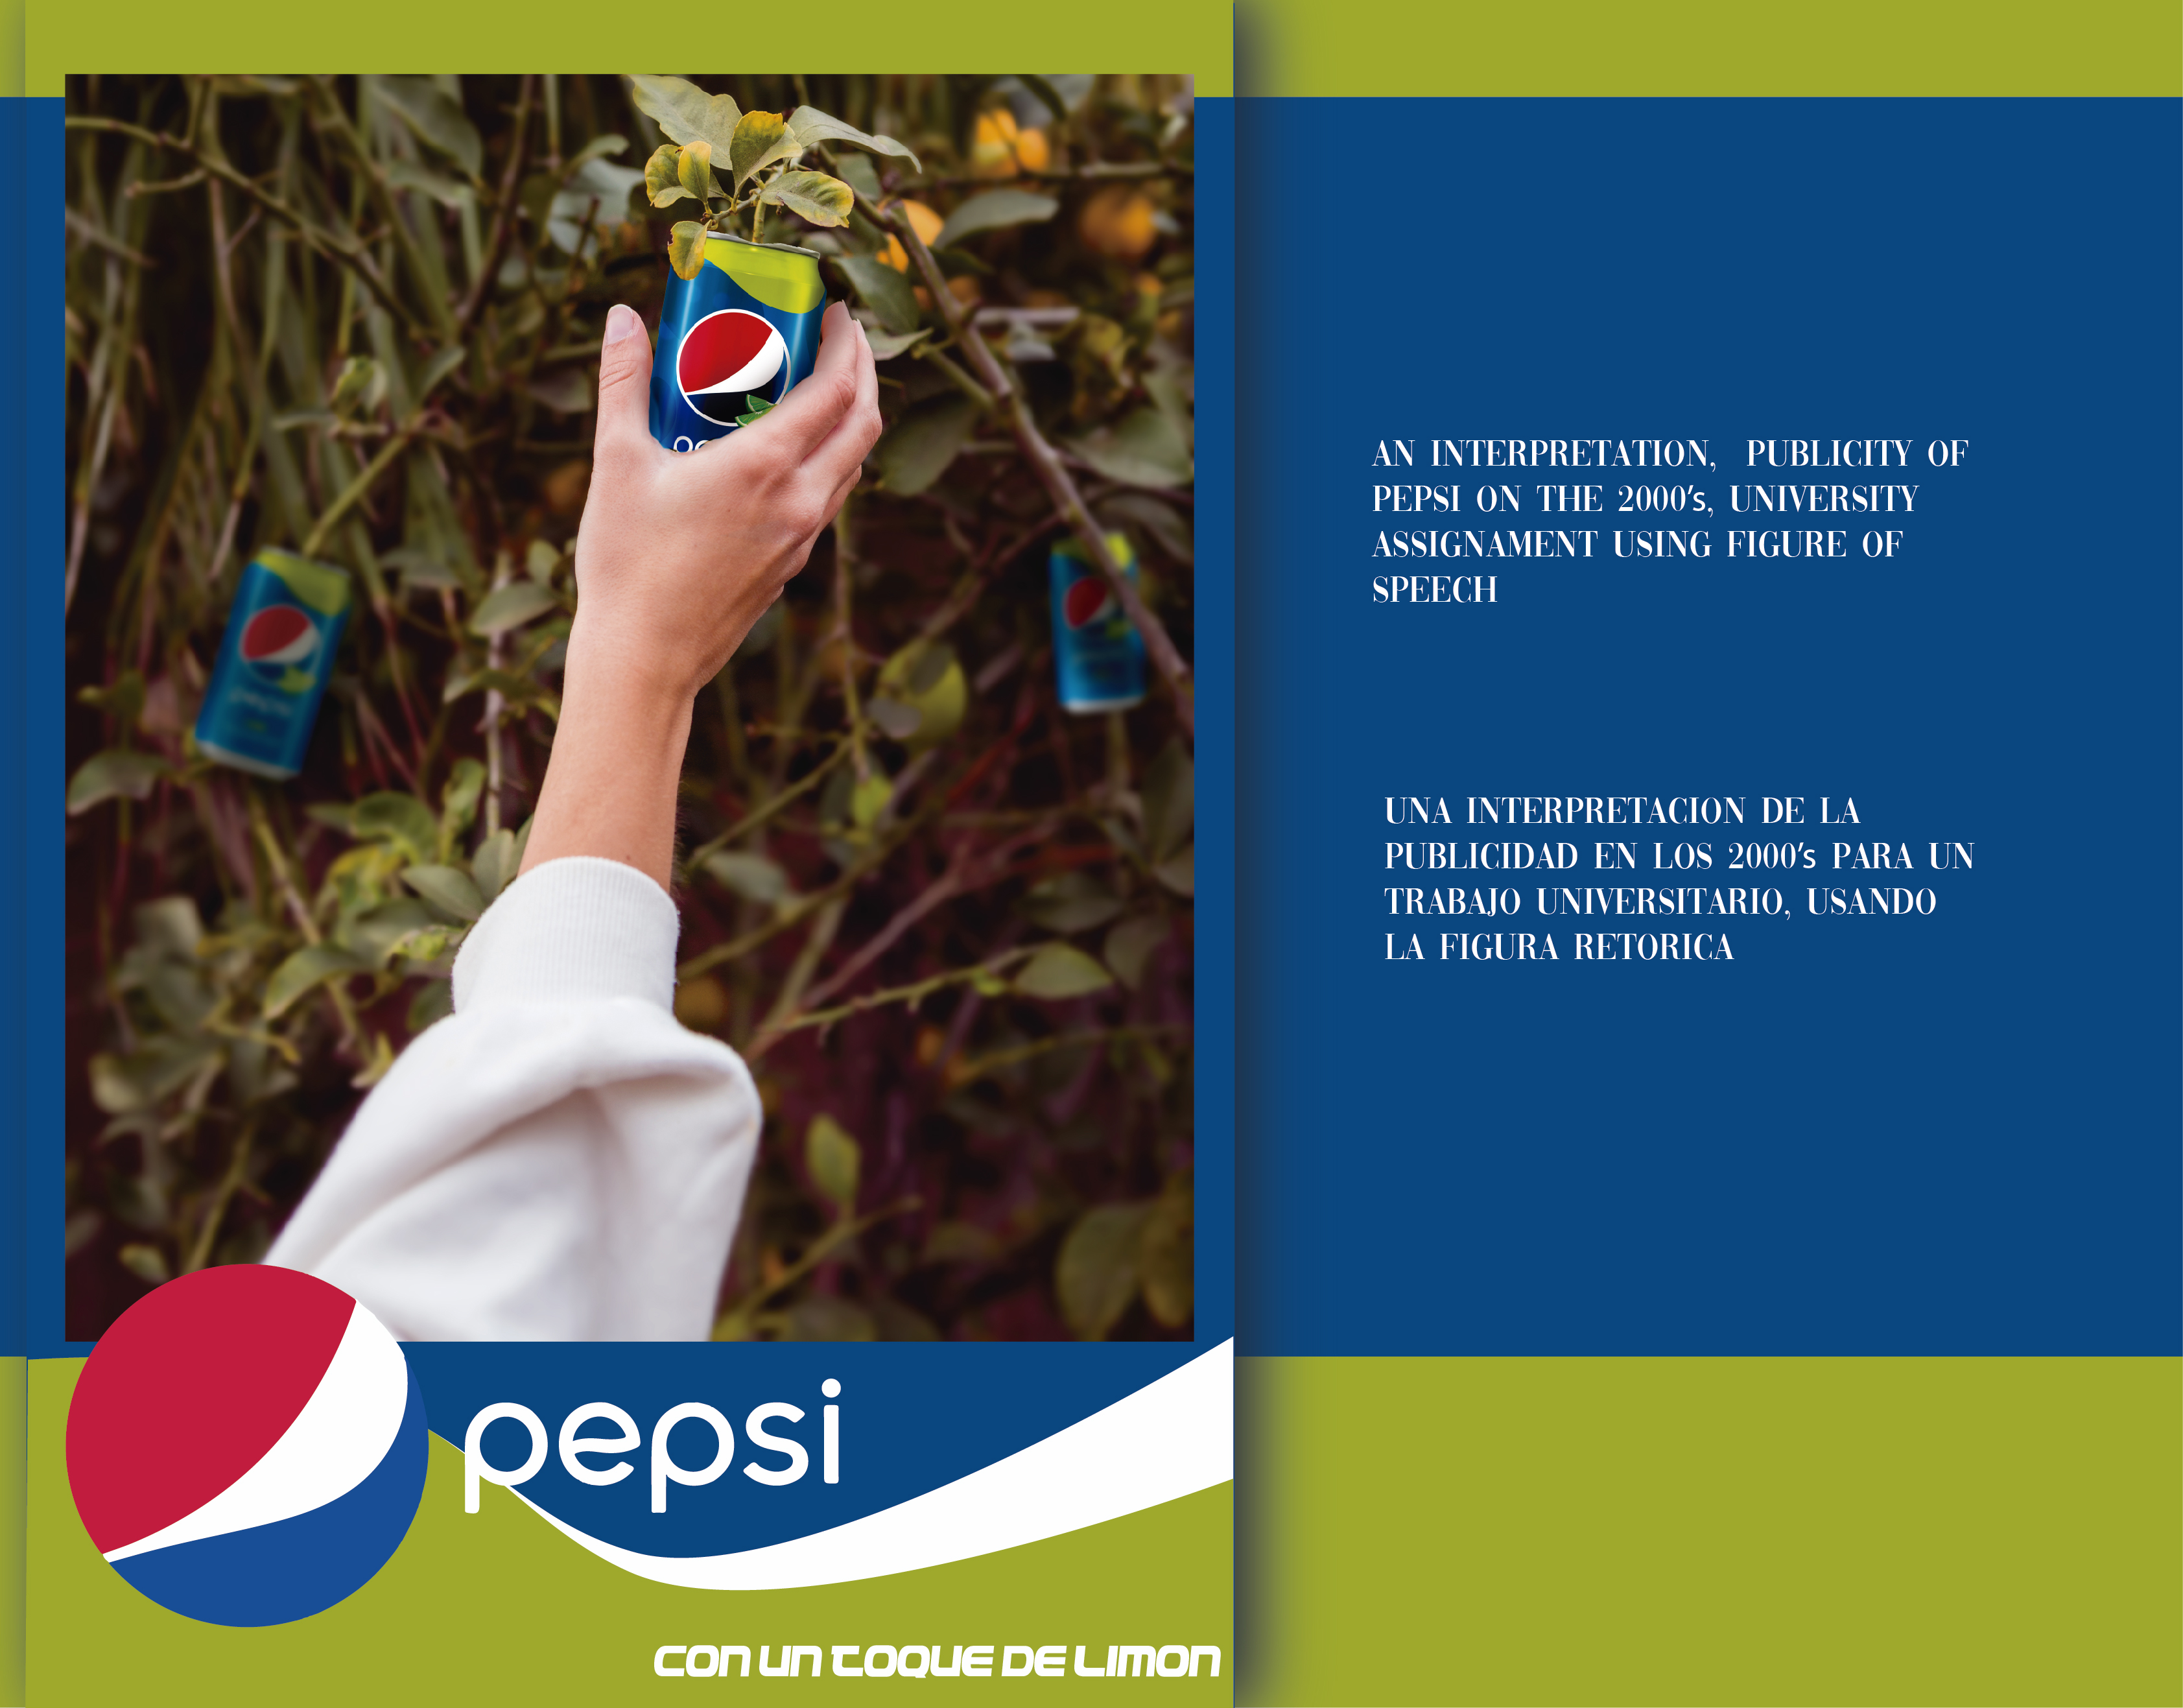 AN INTERPRETATION, PUBLICITY OF
PEPSI ON THE 2000's, UNIVERSITY
ASSIGNAMENT USING FIGURE OF
SPEECH
UNA INTERPRETACION DE LA
PUBLICIDAD EN LOS 2000's PARA UN
TRABAJO UNIVERSITARIO, USANDO
LA FIGURA RETORICA
pepsi
CON UN TOQUE DE LIMON